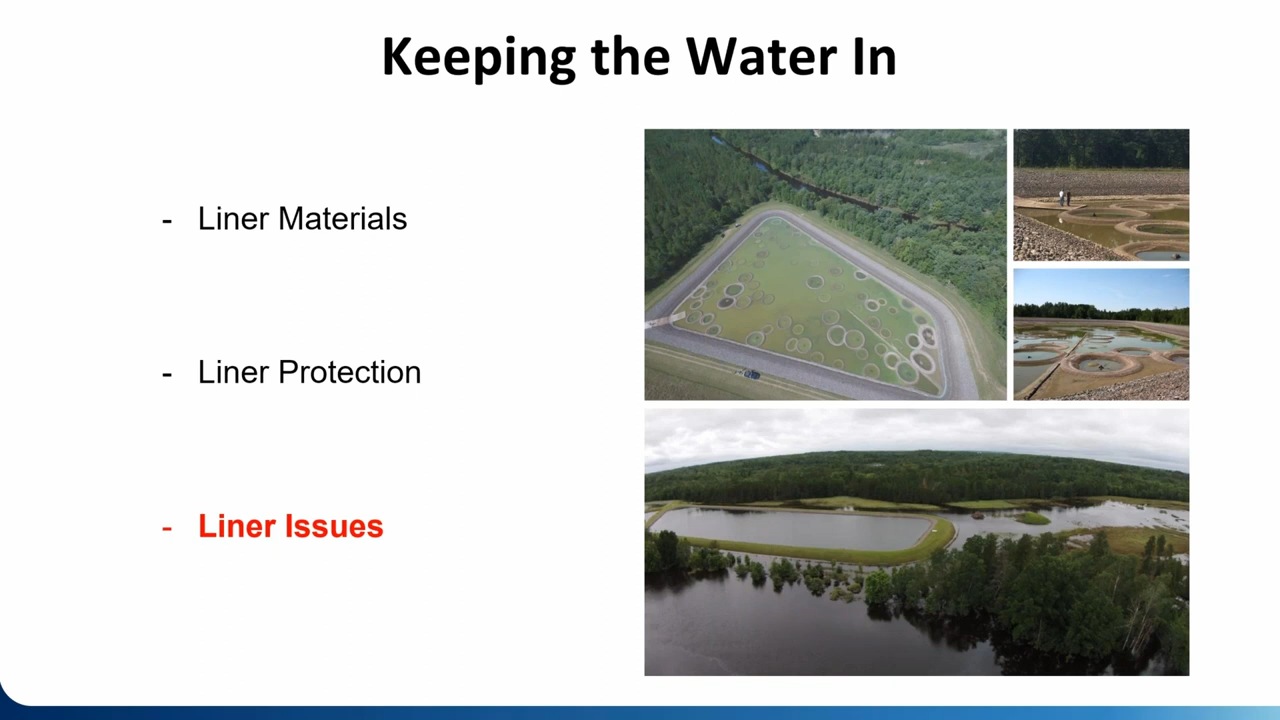 Keeping the Water In
- Liner Materials
- Liner Protection
- Liner Issues